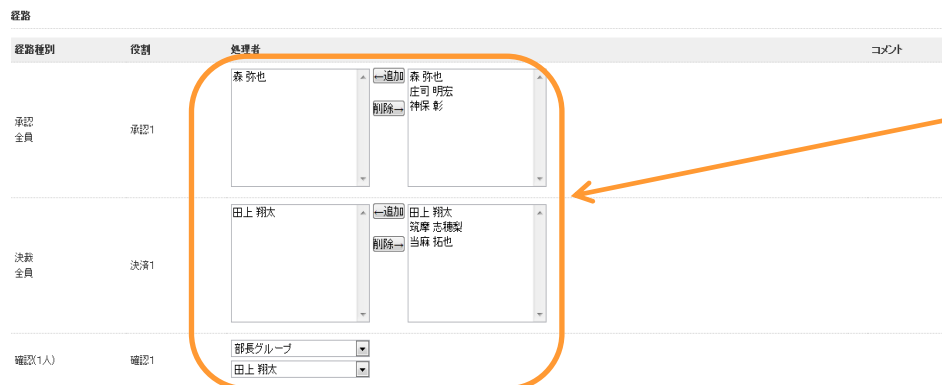 経路
経路種別 役割 処理者 コメント
承認
全員
承認1
森 弥也
←追加
削除→
森 弥也
庄司 明宏
神保 彰
決裁
全員
決済1
田上 翔太
←追加
削除→
田上 翔太
筑摩 志穂梨
当麻 拓也
確認(1人)
確認1
部長グループ
田上 翔太